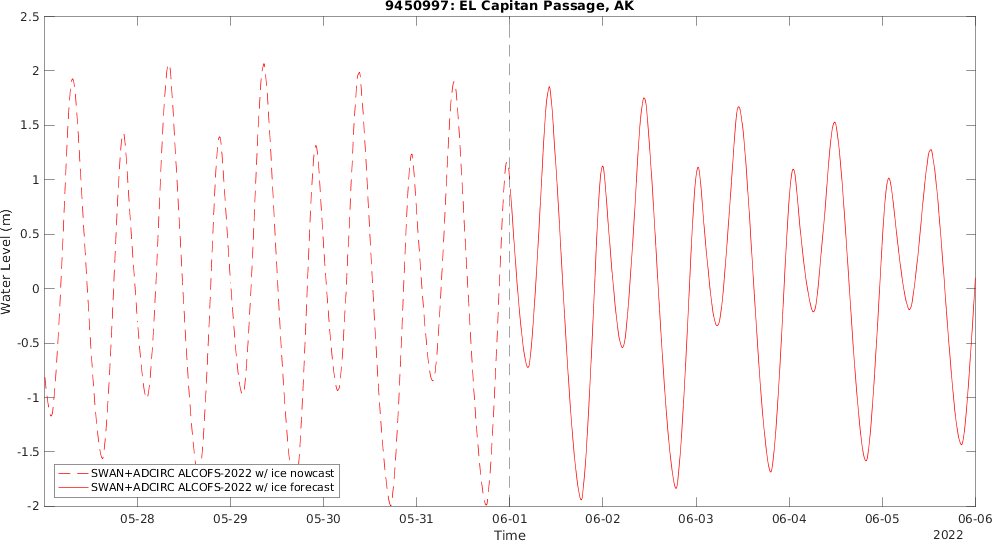 9450997: EL Capitan Passage, AK
2.5
2
1.5
1
0.5
0
-0.5
-1
-1.5
-2
Water Level (m)
SWAN+ADCIRC ALCOFS-2022 w/ ice nowcast
SWAN+ADCIRC ALCOFS-2022 w/ ice forecast
05-28 05-29 05-30 05-31 06-01 06-02 06-03 06-04 06-05 06-06
Time
2022